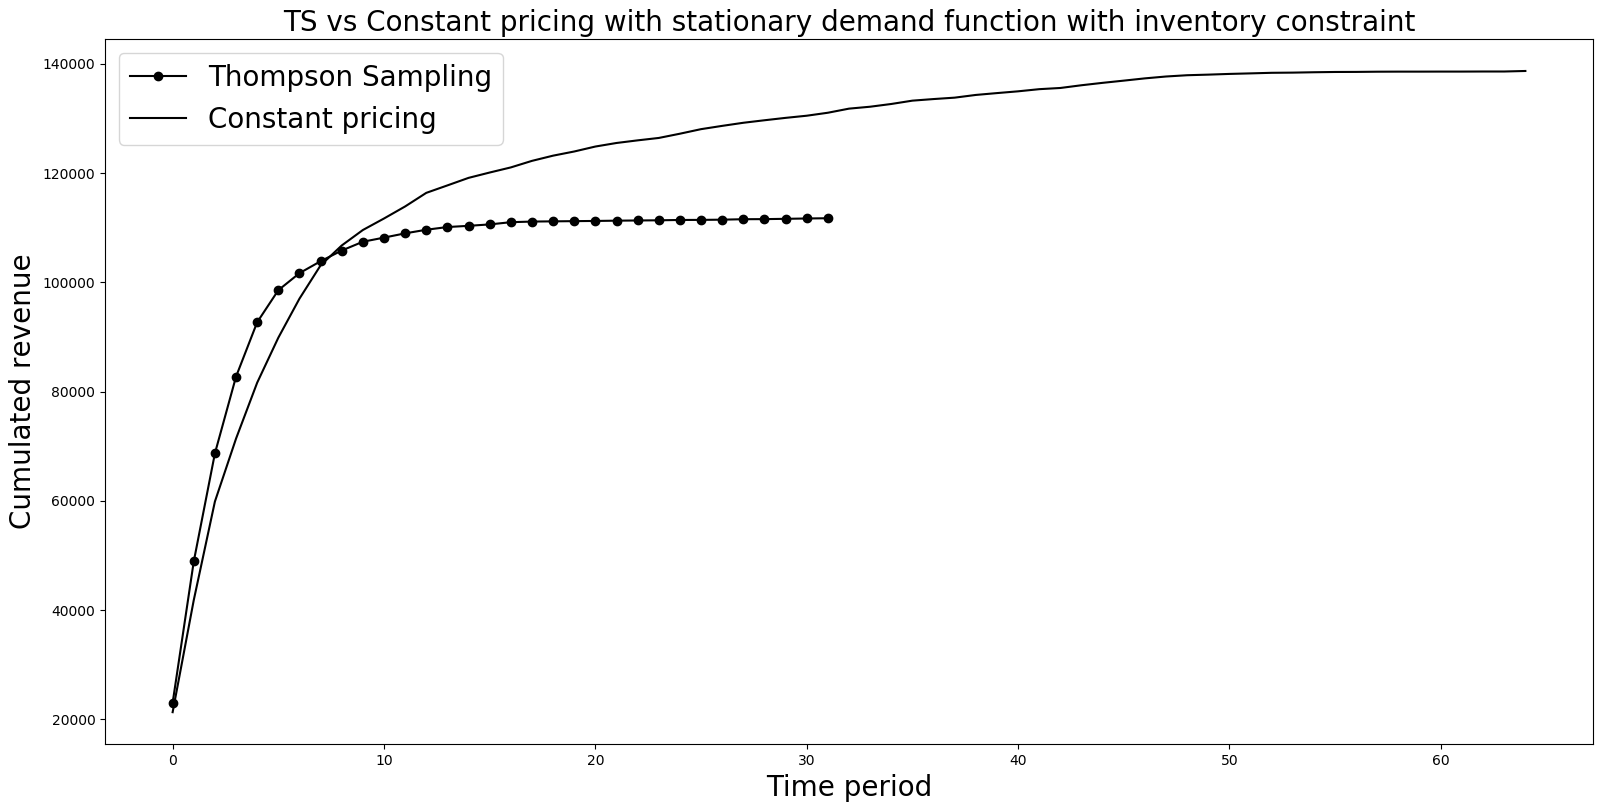 TS vs Constant pricing with stationary demand function with inventory constraint
Thompson Sampling
Constant pricing
140000
120000
100000
80000
60000
40000
20000
Cumulated revenue
0 10 20 30 40 50 60
Time period